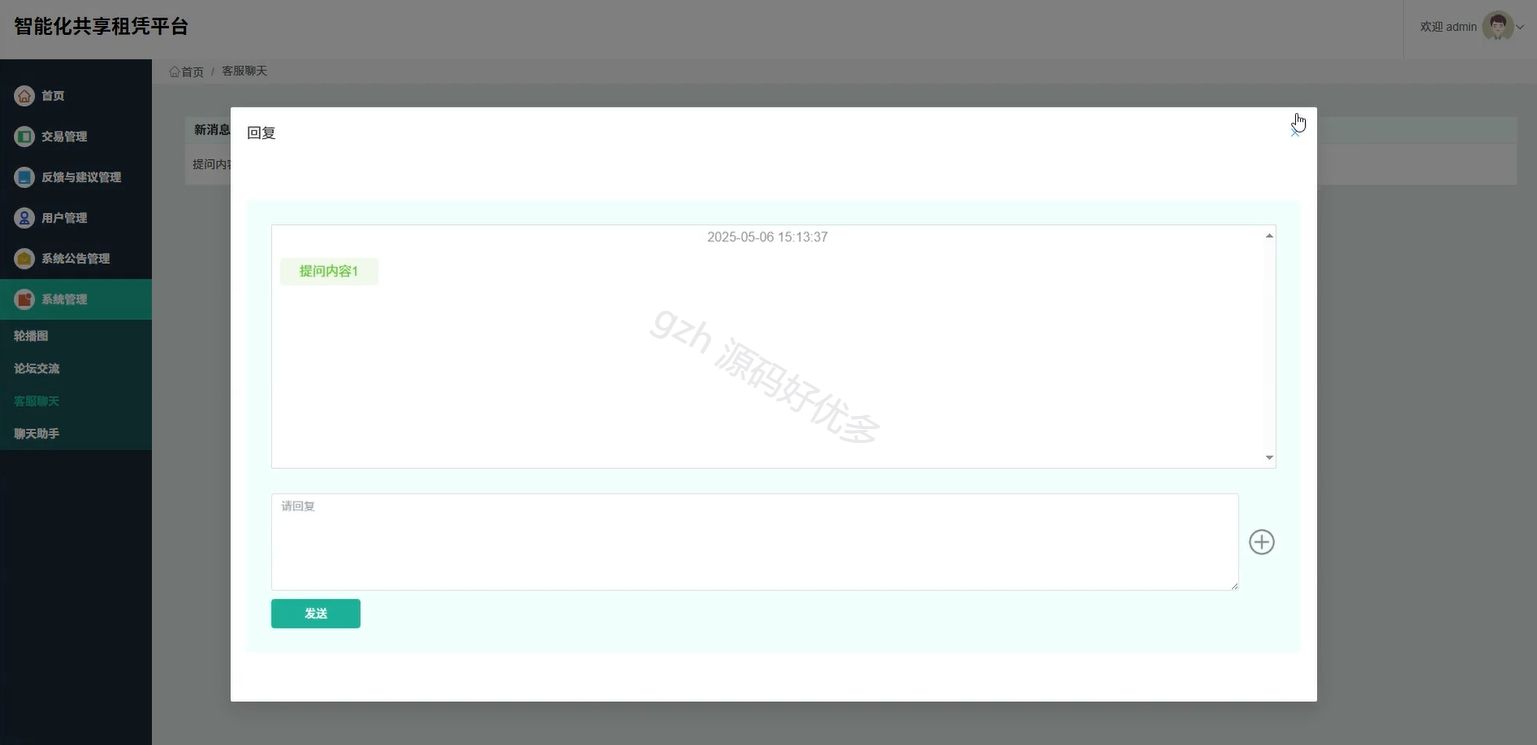 智能化共享租凭平台
欢迎 admin
首页 / 客服聊天
首页
交易管理
反馈与建议管理
用户管理
系统公告管理
系统管理
轮播图
论坛交流
客服聊天
聊天助手
新消息
提问内容
回复
2025-05-06 15:13:37
提问内容1
gzh 源码好优多
请回复
发送